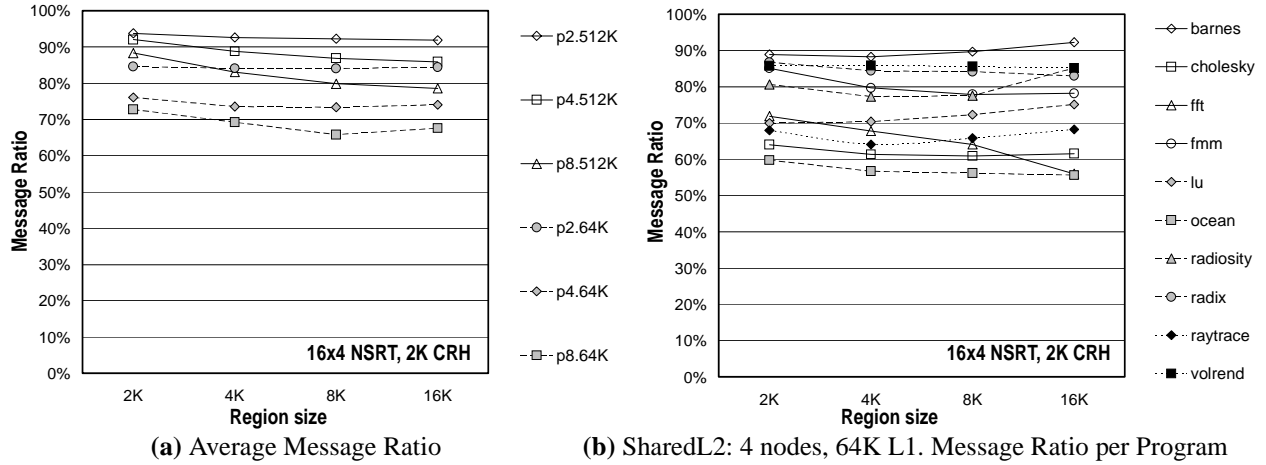 100%
90%
80%
70%
60%
50%
40%
30%
20%
10%
0%
Message Ratio
2K 4K 8K 16K
Region size
16x4 NSRT, 2K CRH
p2.512K
p4.512K
p8.512K
p2.64K
p4.64K
p8.64K
(a) Average Message Ratio
100%
90%
80%
70%
60%
50%
40%
30%
20%
10%
0%
Message Ratio
2K 4K 8K 16K
Region size
16x4 NSRT, 2K CRH
barnes
cholesky
fft
fmm
lu
ocean
radiosity
radix
raytrace
volrend
(b) SharedL2: 4 nodes, 64K L1. Message Ratio per Program